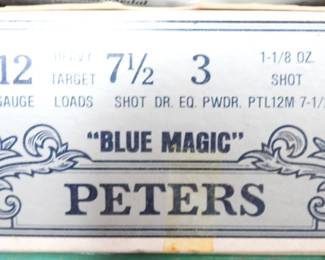 12 HEAVY TARGET 7½ 3 1-1/8 OZ. SHOT
GAUGE LOADS SHOT DR. EQ. PWDR. PTL12M 7-1/2
"BLUE MAGIC"
PETERS